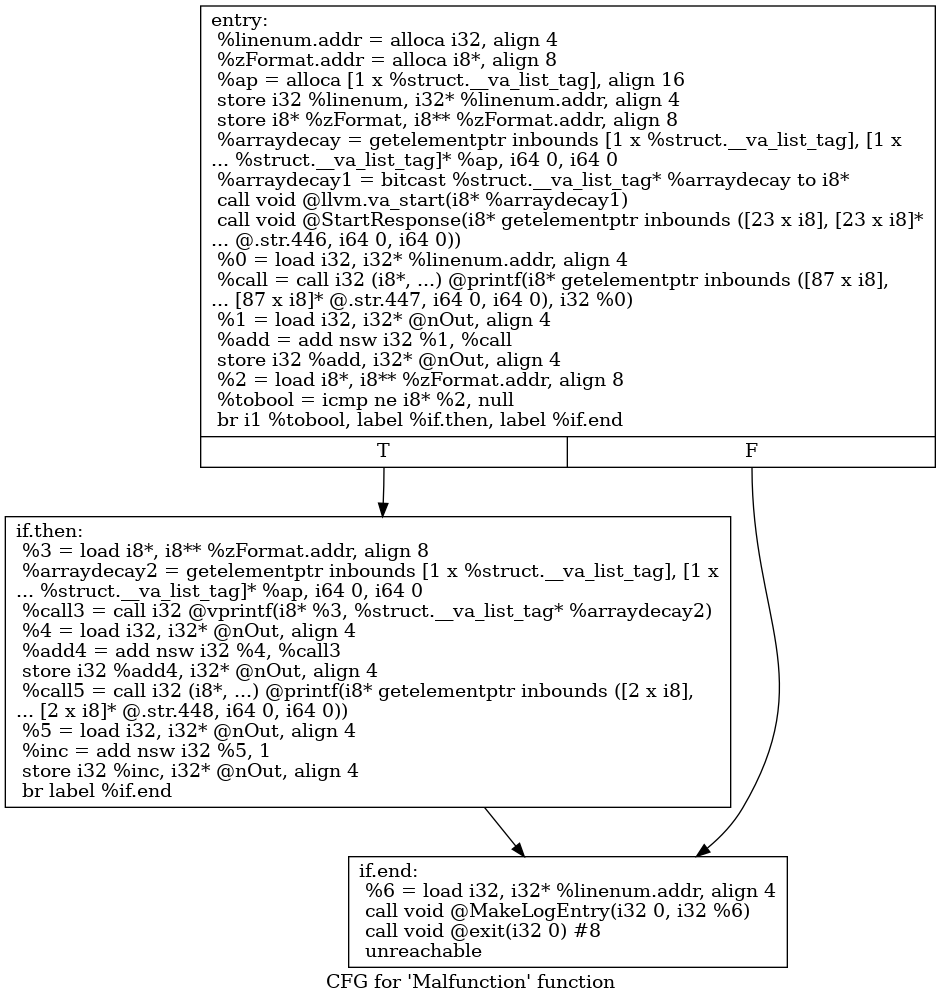 entry:
%linenum.addr = alloca i32, align 4
%zFormat.addr = alloca i8*, align 8
%ap = alloca [1 x %struct.__va_list_tag], align 16
store i32 %linenum, i32* %linenum.addr, align 4
store i8* %zFormat, i8** %zFormat.addr, align 8
%arraydecay = getelementptr inbounds [1 x %struct.__va_list_tag], [1 x
... %struct.__va_list_tag]* %ap, i64 0, i64 0
%arraydecay1 = bitcast %struct.__va_list_tag* %arraydecay to i8*
call void @llvm.va_start(i8* %arraydecay1)
call void @StartResponse(i8* getelementptr inbounds ([23 x i8], [23 x i8]*
... @.str.446, i64 0, i64 0))
%0 = load i32, i32* %linenum.addr, align 4
%call = call i32 (i8*, ...) @printf(i8* getelementptr inbounds ([87 x i8],
... [87 x i8]* @.str.447, i64 0, i64 0), i32 %0)
%1 = load i32, i32* @nOut, align 4
%add = add nsw i32 %1, %call
store i32 %add, i32* @nOut, align 4
%2 = load i8*, i8** %zFormat.addr, align 8
%tobool = icmp ne i8* %2, null
br i1 %tobool, label %if.then, label %if.end
T
F
if.then:
%3 = load i8*, i8** %zFormat.addr, align 8
%arraydecay2 = getelementptr inbounds [1 x %struct.__va_list_tag], [1 x
... %struct.__va_list_tag]* %ap, i64 0, i64 0
%call3 = call i32 @vprintf(i8* %3, %struct.__va_list_tag* %arraydecay2)
%4 = load i32, i32* @nOut, align 4
%add4 = add nsw i32 %4, %call3
store i32 %add4, i32* @nOut, align 4
%call5 = call i32 (i8*, ...) @printf(i8* getelementptr inbounds ([2 x i8],
... [2 x i8]* @.str.448, i64 0, i64 0))
%5 = load i32, i32* @nOut, align 4
%inc = add nsw i32 %5, 1
store i32 %inc, i32* @nOut, align 4
br label %if.end
if.end:
%6 = load i32, i32* %linenum.addr, align 4
call void @MakeLogEntry(i32 0, i32 %6)
call void @exit(i32 0) #8
unreachable
CFG for 'Malfunction' function